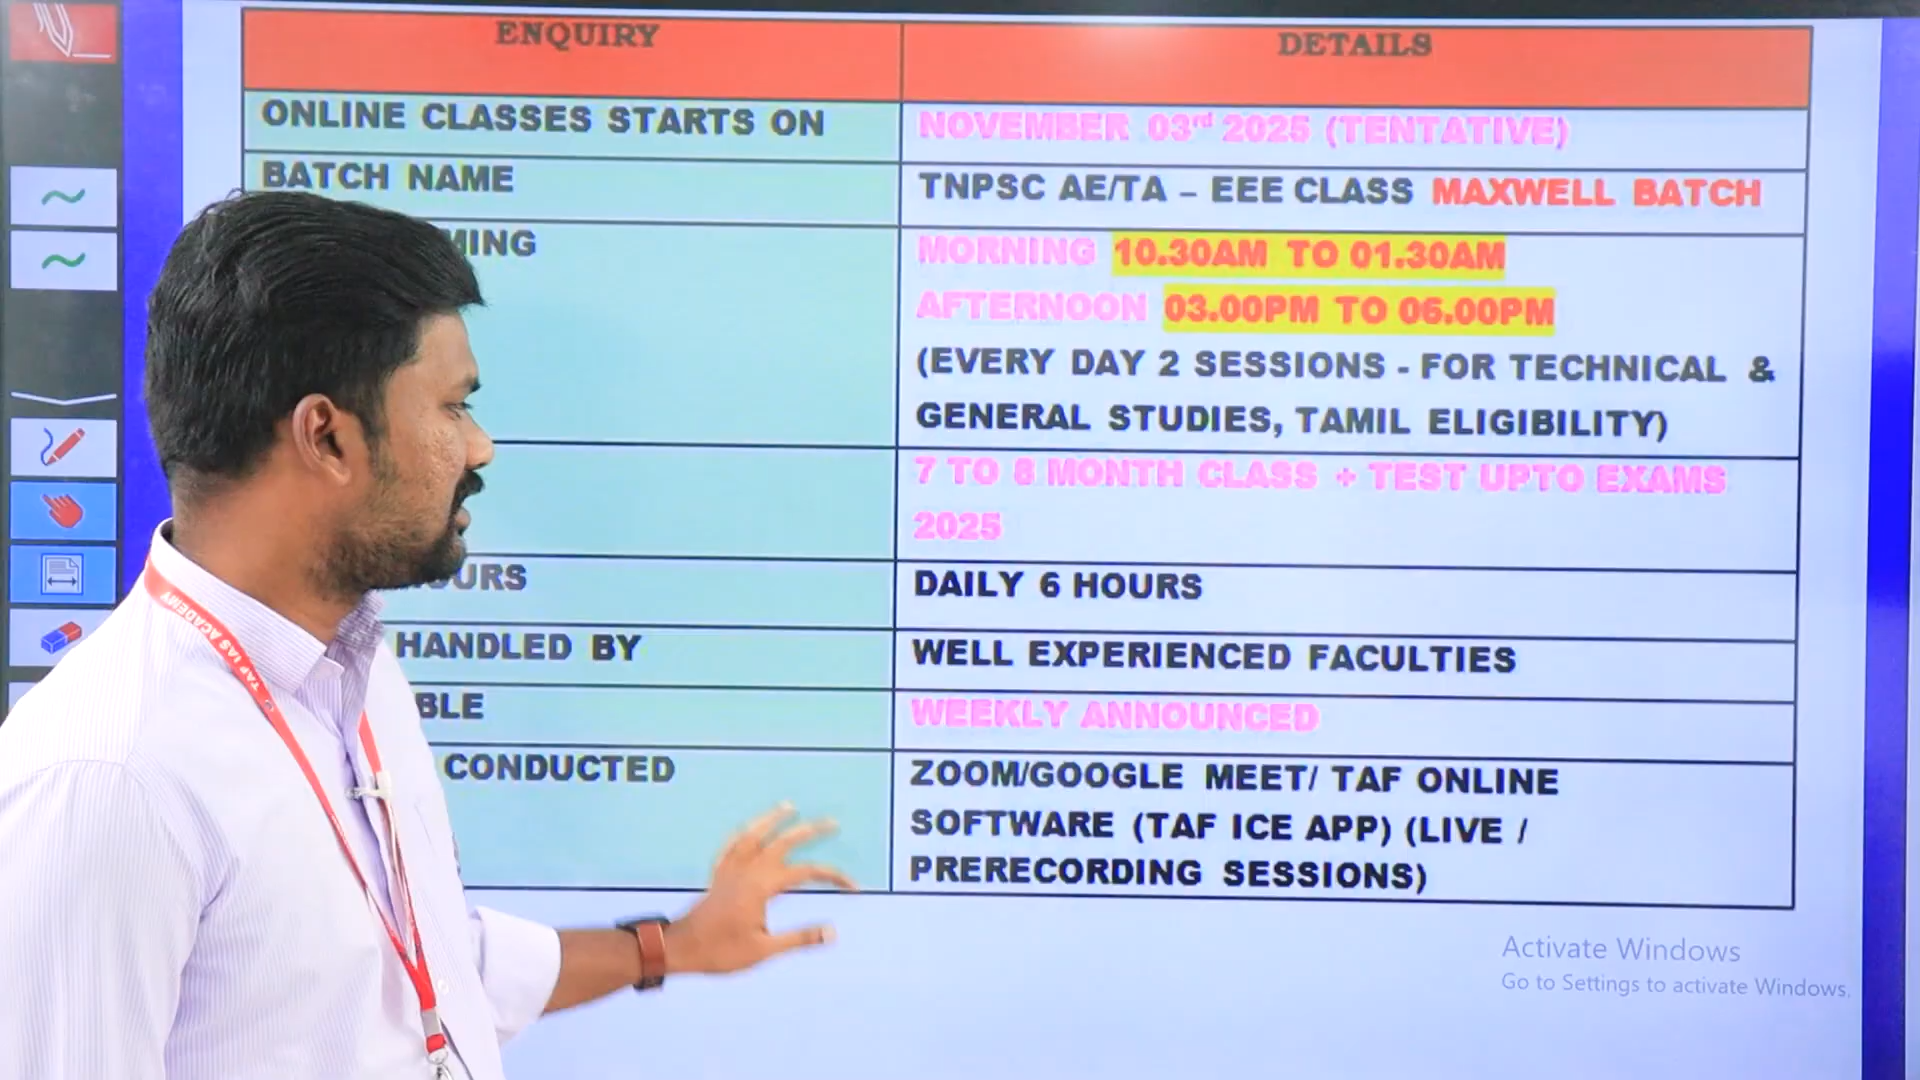 ENQUIRY DETAILS
ONLINE CLASSES STARTS ON NOVEMBER 03rd 2025 (TENTATIVE)
BATCH NAME TNPSC AE/TA – EEE CLASS MAXWELL BATCH
MING MORNING 10.30AM TO 01.30AM
AFTERNOON 03.00PM TO 06.00PM
(EVERY DAY 2 SESSIONS - FOR TECHNICAL &
GENERAL STUDIES, TAMIL ELIGIBILITY)
7 TO 8 MONTH CLASS + TEST UPTO EXAMS
2025
OURS DAILY 6 HOURS
HANDLED BY WELL EXPERIENCED FACULTIES
BLE WEEKLY ANNOUNCED
CONDUCTED ZOOM/GOOGLE MEET/ TAF ONLINE
SOFTWARE (TAF ICE APP) (LIVE /
PRERECORDING SESSIONS)
TAF IAS ACADEMY
Activate Windows
Go to Settings to activate Windows.